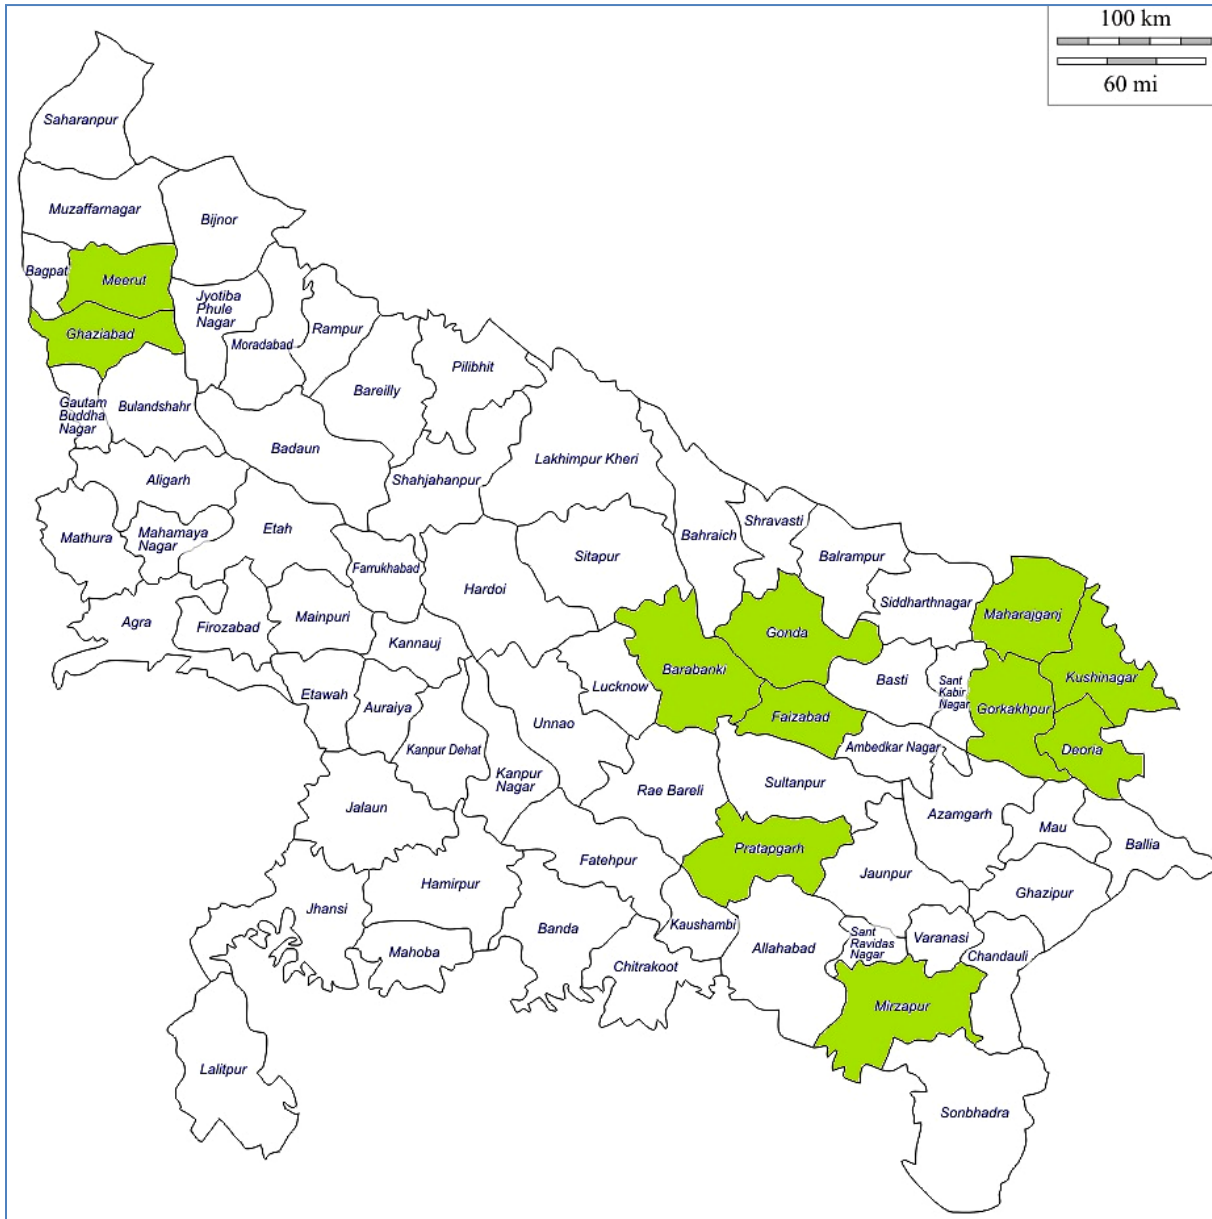 100 km
60 mi
Saharanpur
Muzaffarnagar
Bijnor
Bagpat
Meerut
Jyotiba
Phule
Nagar
Ghaziabad
Moradabad
Rampur
Pilibhit
Bareilly
Gautam
Buddha
Nagar
Bulandshahr
Badaun
Lakhimpur Kheri
Aligarh
Shahjahanpur
Shravasti
Mathura
Mahamaya
Nagar
Etah
Bahraich
Farrukhabad
Sitapur
Balrampur
Hardoi
Siddharthnagar
Maharajganj
Agra
Firozabad
Mainpuri
Kannauj
Gonda
Barabanki
Kushinagar
Lucknow
Basti
Sant
Kabir
Nagar
Etawah
Auraiya
Gorkakhpur
Unnao
Faizabad
Kanpur Dehat
Ambedkar Nagar
Deoria
Kanpur
Nagar
Rae Bareli
Sultanpur
Jalaun
Azamgarh
Mau
Ballia
Pratapgarh
Fatehpur
Jaunpur
Hamirpur
Ghazipur
Jhansi
Banda
Kaushambi
Allahabad
Sant
Ravidas
Nagar
Varanasi
Chandauli
Mahoba
Chitrakoot
Mirzapur
Lalitpur
Sonbhadra